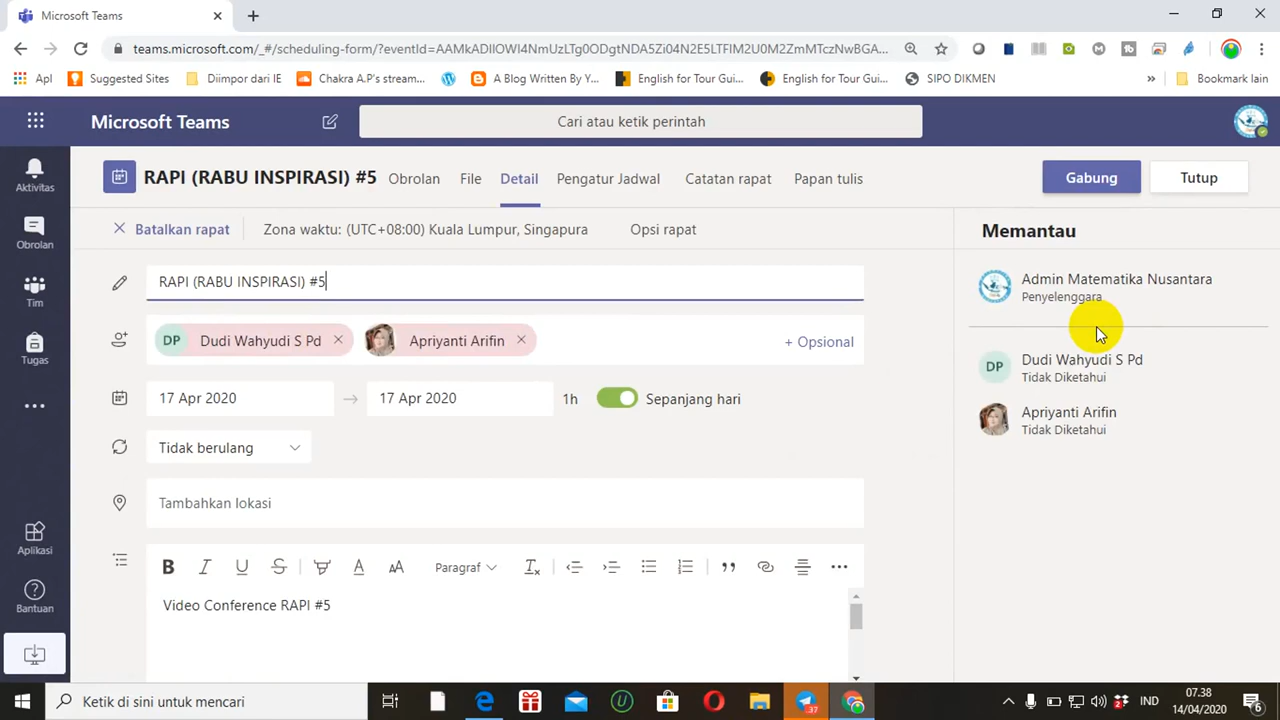 Microsoft Teams
teams.microsoft.com/_#/scheduling-form/?eventId=AAMkADIlOWI4NmUzLTg0ODgtNDA5Zi04N2E5LTFlM2U0M2ZmMTczNwBGA...
Apl
Suggested Sites
Diimpor dari IE
Chakra A.P's stream...
A Blog Written By Y...
English for Tour Gui...
English for Tour Gui...
SIPO DIKMEN
»
Bookmark lain
Microsoft Teams
Cari atau ketik perintah
Aktivitas
Obrolan
Tim
Tugas
Aplikasi
Bantuan
RAPI (RABU INSPIRASI) #5
Obrolan
File
Detail
Pengatur Jadwal
Catatan rapat
Papan tulis
Gabung
Tutup
Batalkan rapat
Zona waktu: (UTC+08:00) Kuala Lumpur, Singapura
Opsi rapat
RAPI (RABU INSPIRASI) #5
DP Dudi Wahyudi S Pd
Apriyanti Arifin
+ Opsional
17 Apr 2020
17 Apr 2020
1h
Sepanjang hari
Tidak berulang
Tambahkan lokasi
B I U S A AA Paragraf
Video Conference RAPI #5
Memantau
Admin Matematika Nusantara
Penyelenggara
DP Dudi Wahyudi S Pd
Tidak Diketahui
Apriyanti Arifin
Tidak Diketahui
Ketik di sini untuk mencari
37
IND
07.38
14/04/2020
6